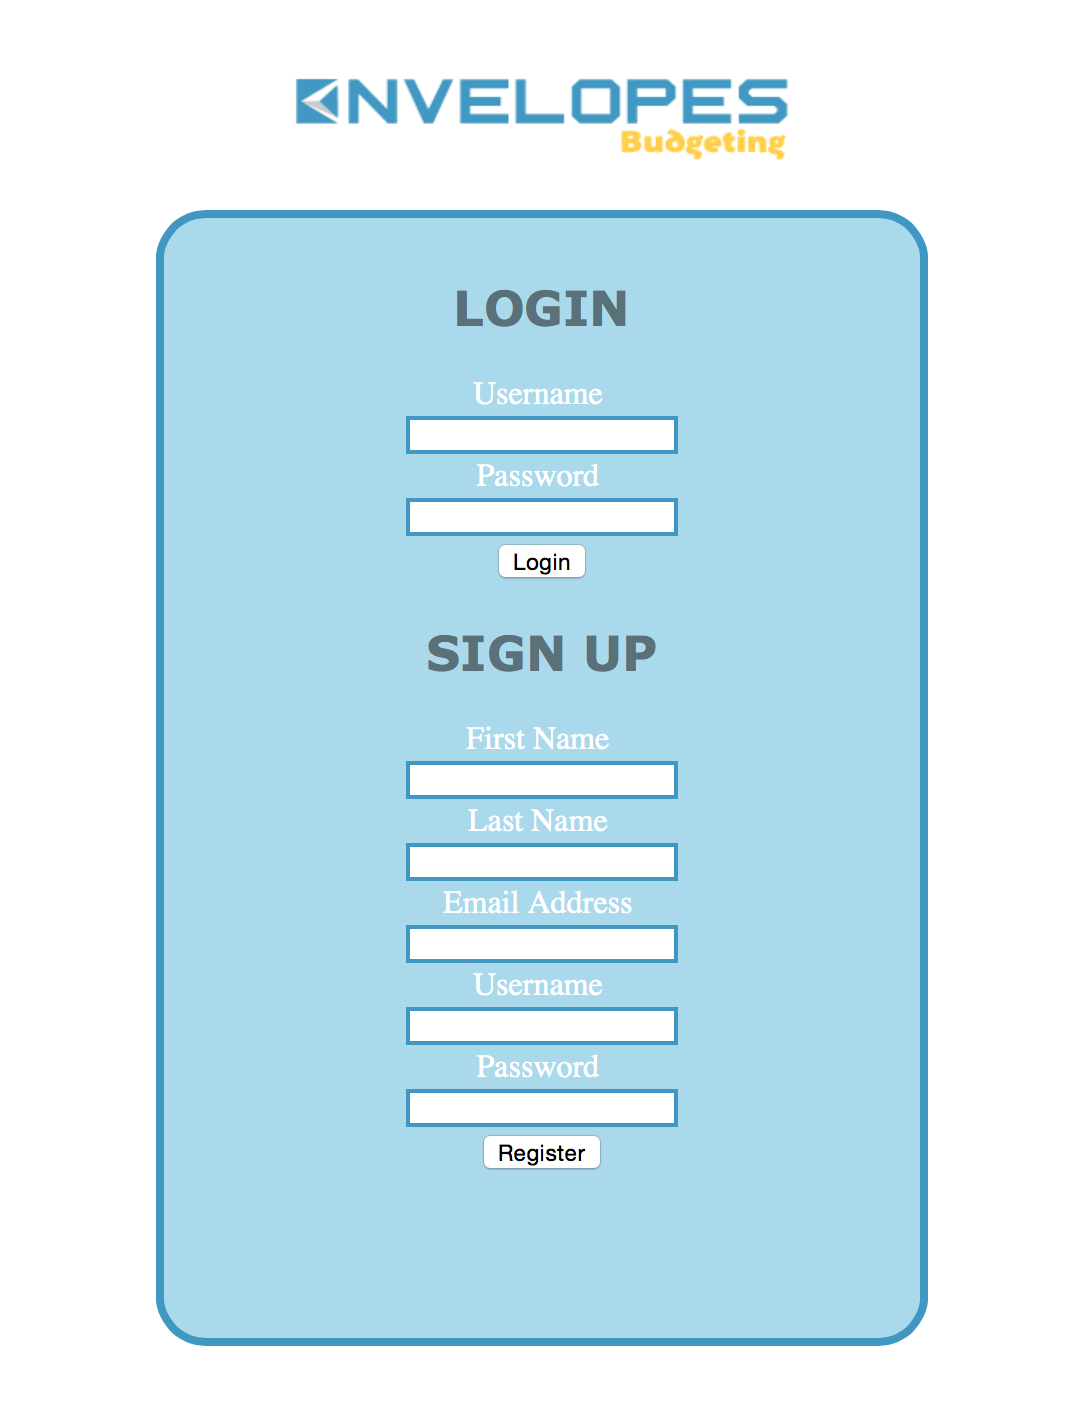 ENVELOPES
Budgeting
LOGIN
Username
Password
Login
SIGN UP
First Name
Last Name
Email Address
Username
Password
Register